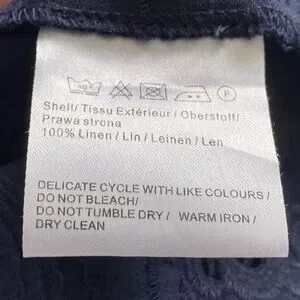 Shell/ Tissu Extérieur / Oberstoff/
Prawa strona
100% Linen / Lin / Leinen / Len
DELICATE CYCLE WITH LIKE COLOURS /
DO NOT BLEACH/
DO NOT TUMBLE DRY / WARM IRON /
DRY CLEAN